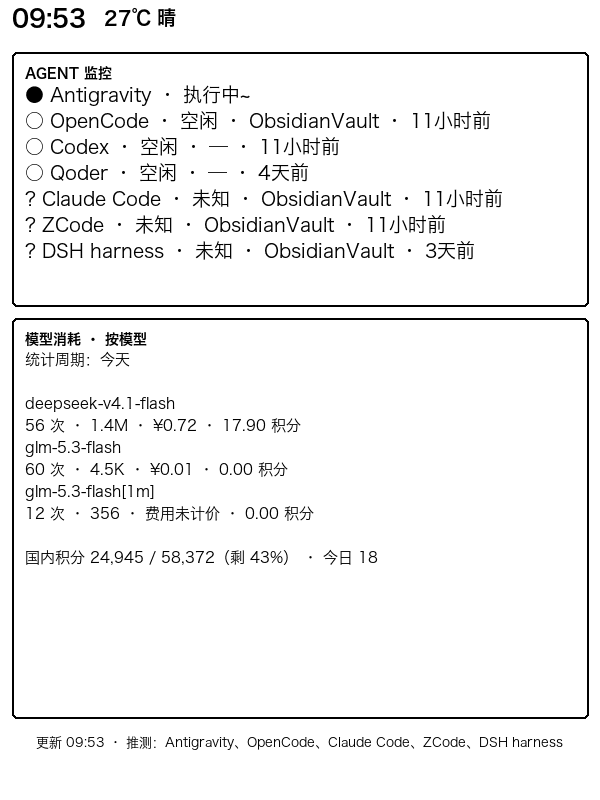 09:53 27℃ 晴
AGENT 监控
● Antigravity · 执行中~
○ OpenCode · 空闲 · ObsidianVault · 11小时前
○ Codex · 空闲 · — · 11小时前
○ Qoder · 空闲 · — · 4天前
? Claude Code · 未知 · ObsidianVault · 11小时前
? ZCode · 未知 · ObsidianVault · 11小时前
? DSH harness · 未知 · ObsidianVault · 3天前
模型消耗 · 按模型
统计周期：今天
deepseek-v4.1-flash
56 次 · 1.4M · ¥0.72 · 17.90 积分
glm-5.3-flash
60 次 · 4.5K · ¥0.01 · 0.00 积分
glm-5.3-flash[1m]
12 次 · 356 · 费用未计价 · 0.00 积分
国内积分 24,945 / 58,372（剩 43%） · 今日 18
更新 09:53 · 推测：Antigravity、OpenCode、Claude Code、ZCode、DSH harness